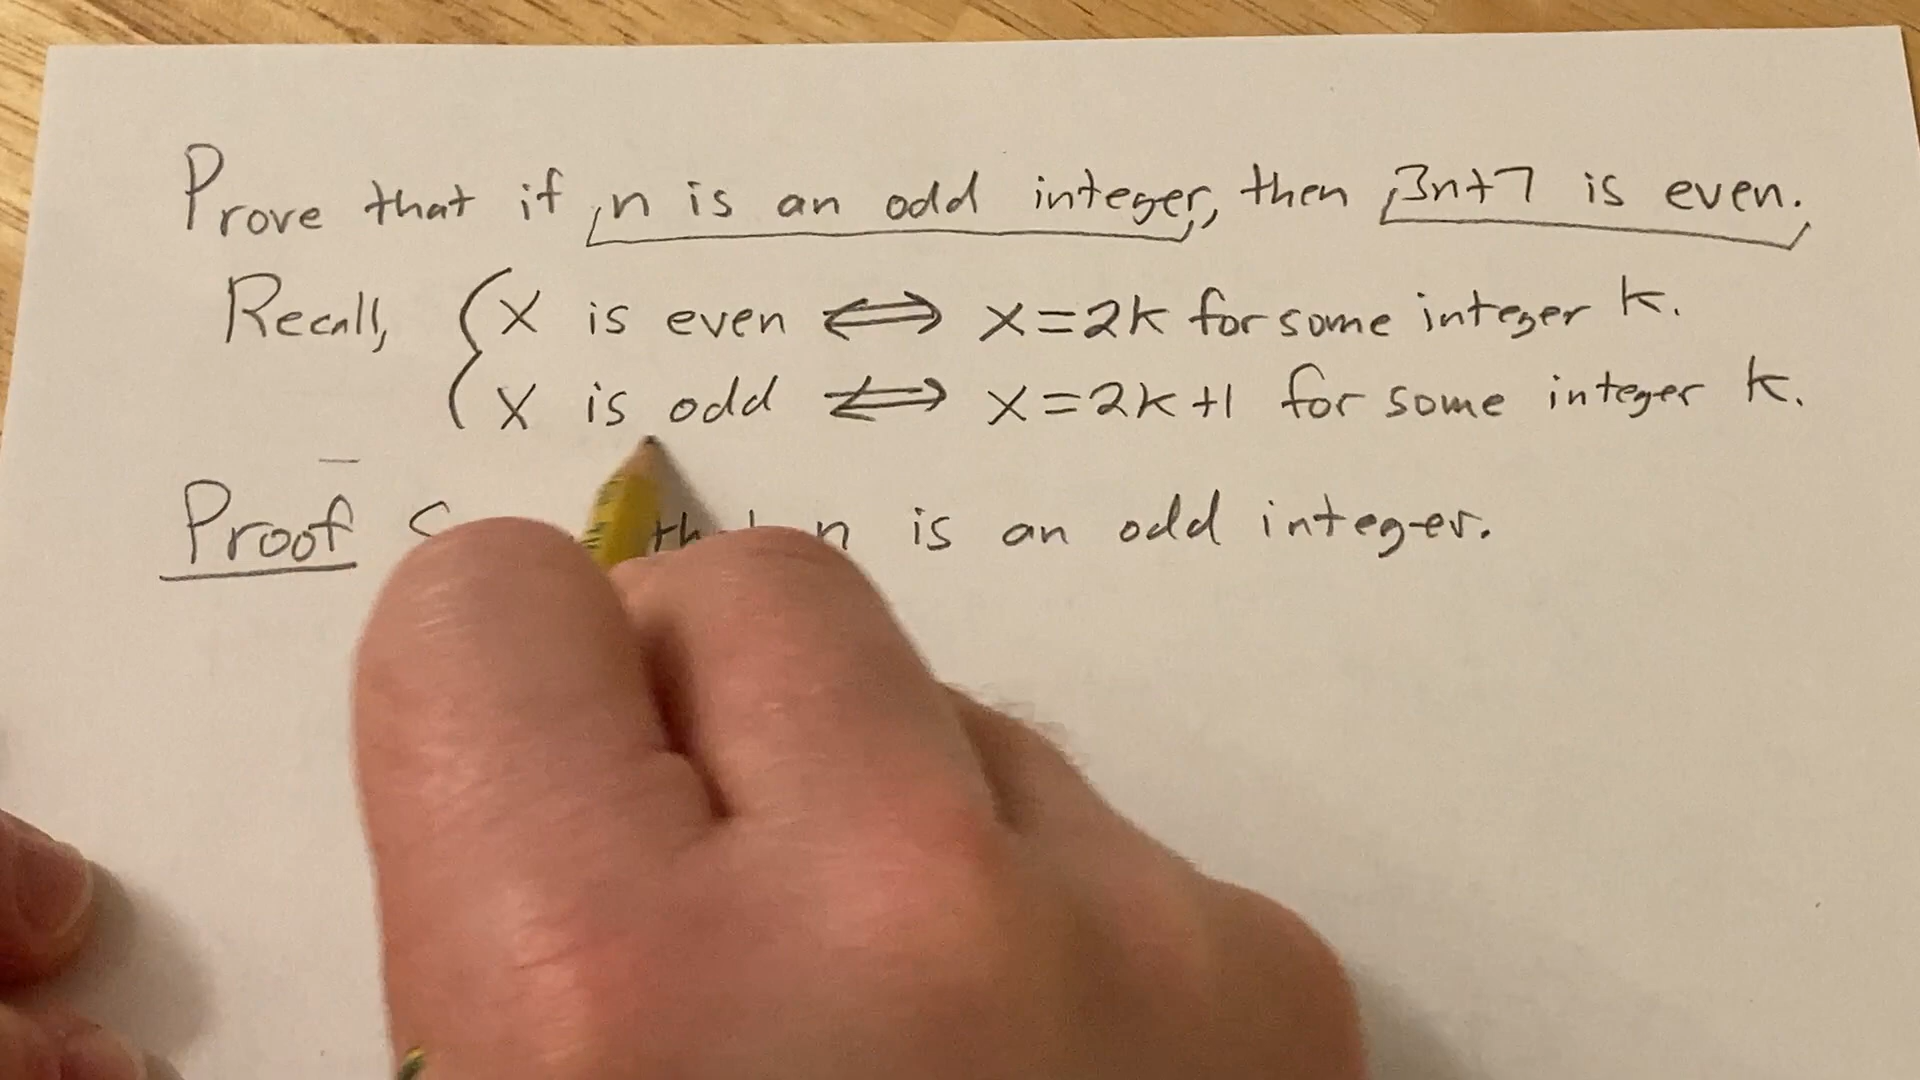 Prove that if n is an odd integer, then 3n+7 is even.
Recall, { x is even ⟺ x=2k for some integer k.
x is odd ⟺ x=2k+1 for some integer k.
Proof n is an odd integer.